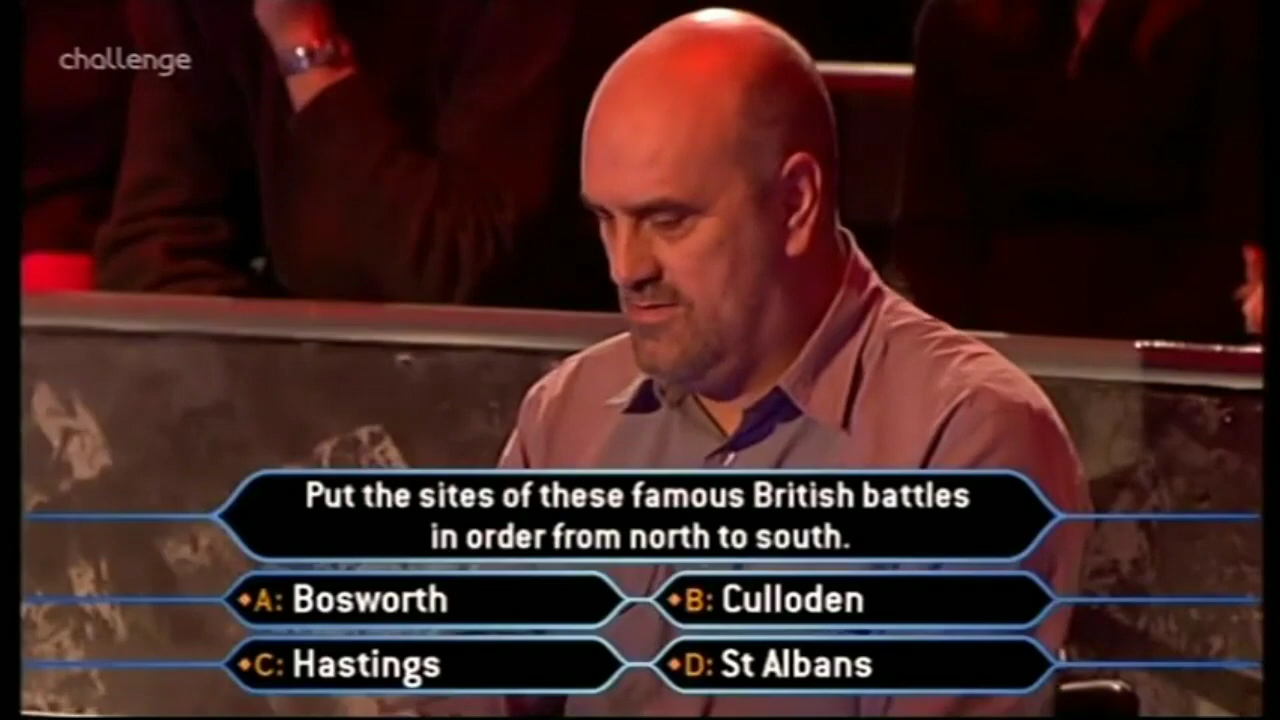 challenge
Put the sites of these famous British battles
in order from north to south.
A: Bosworth
B: Culloden
C: Hastings
D: St Albans